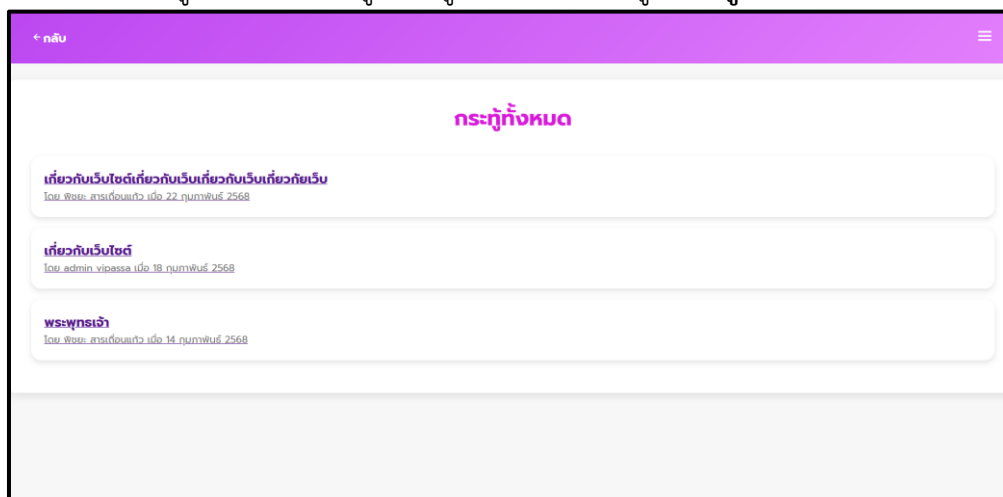 ← กลับ
กระทู้ทั้งหมด
เกี่ยวกับเว็บไซต์เกี่ยวกับเว็บเกี่ยวกับเว็บเกี่ยวกัยเว็บ
โดย พิชยะ สารเถื่อนแก้ว เมื่อ 22 กุมภาพันธ์ 2568
เกี่ยวกับเว็บไซต์
โดย admin vipassa เมื่อ 18 กุมภาพันธ์ 2568
พระพุทธเจ้า
โดย พิชยะ สารเถื่อนแก้ว เมื่อ 14 กุมภาพันธ์ 2568